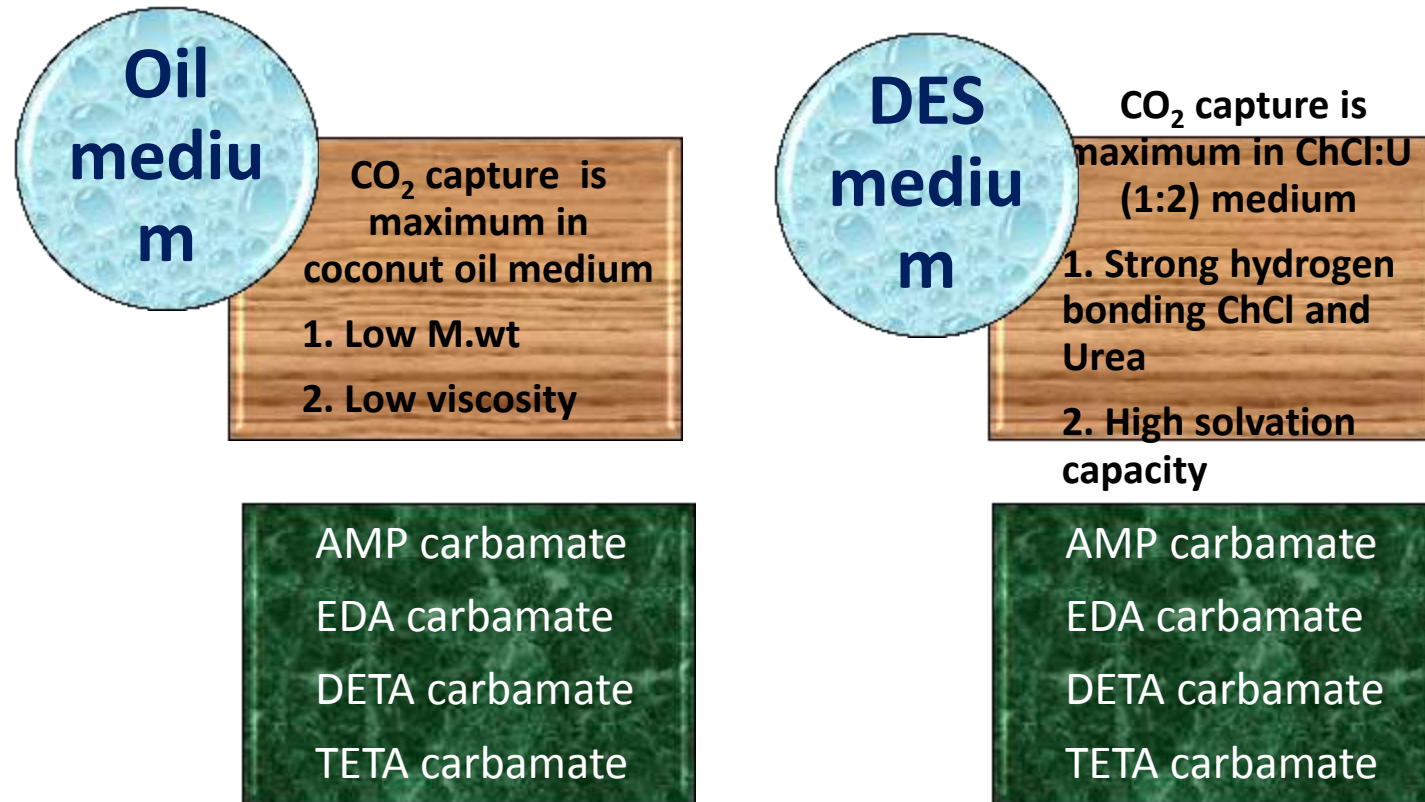 Oil
mediu
m
CO₂ capture is
maximum in
coconut oil medium
1. Low M.wt
2. Low viscosity
AMP carbamate
EDA carbamate
DETA carbamate
TETA carbamate
DES
mediu
m
CO₂ capture is
maximum in ChCl:U
(1:2) medium
1. Strong hydrogen
bonding ChCl and
Urea
2. High solvation
capacity
AMP carbamate
EDA carbamate
DETA carbamate
TETA carbamate